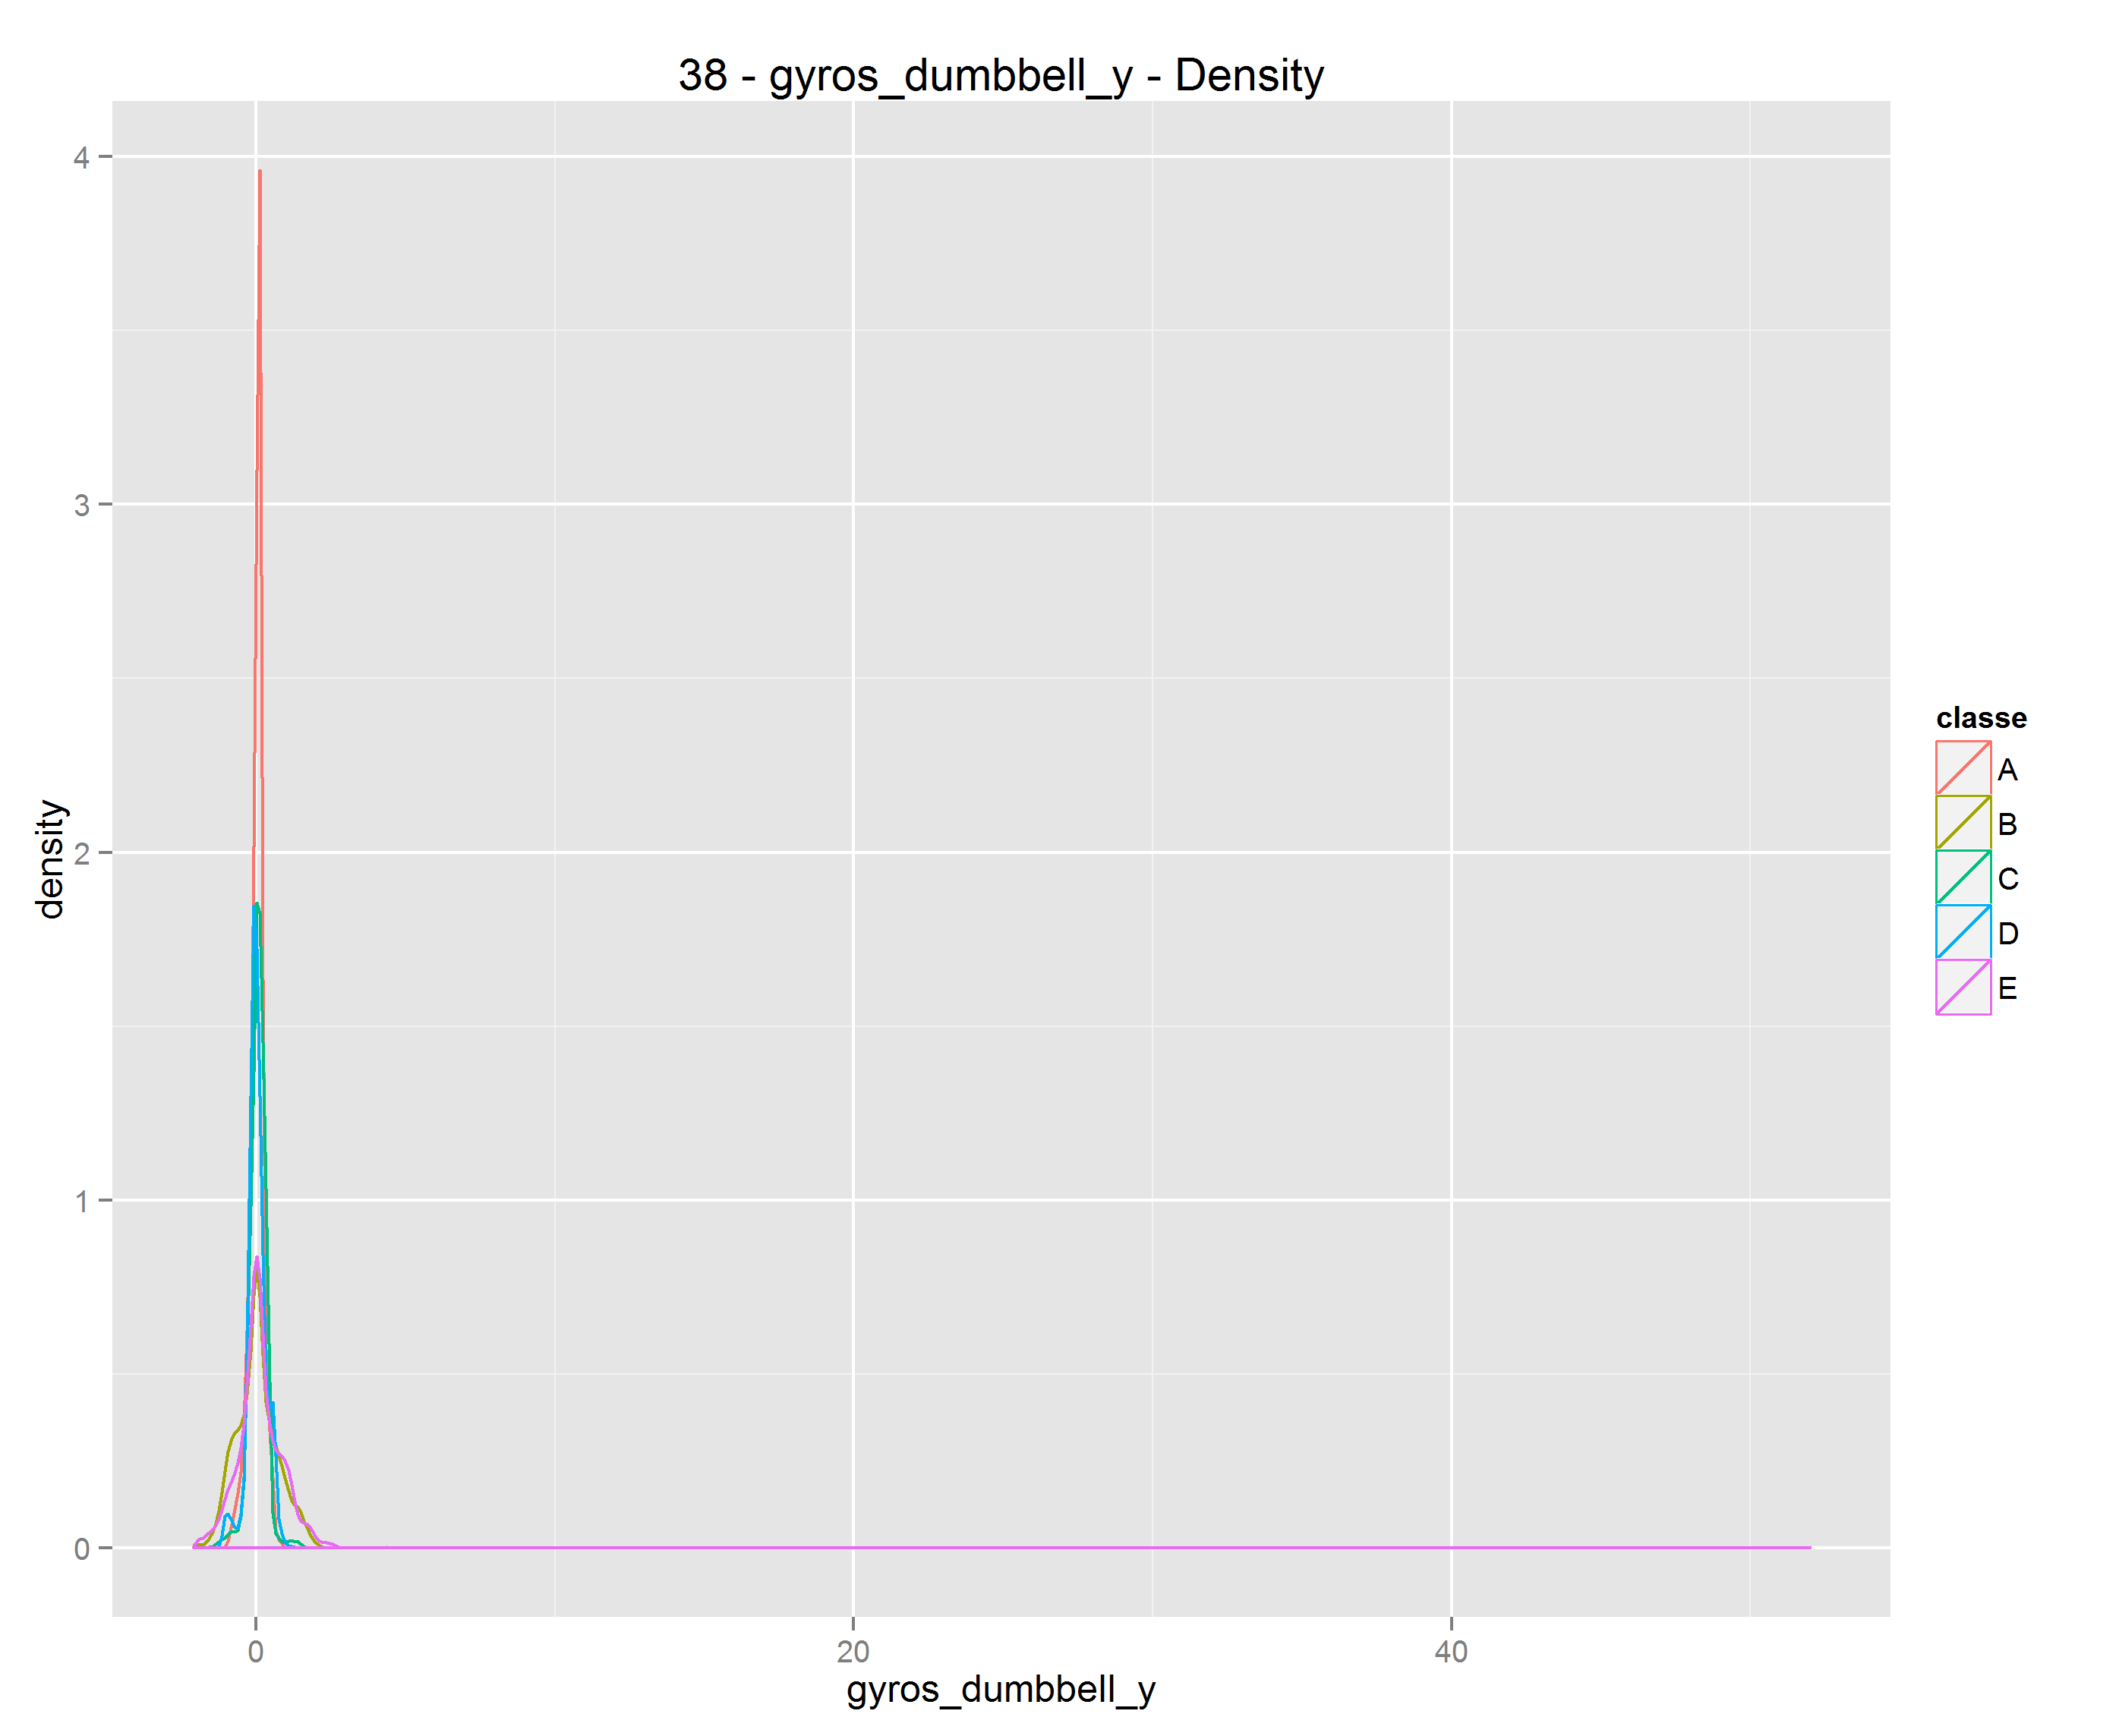 38 - gyros_dumbbell_y - Density
4
3
2
1
0
density
0 20 40
gyros_dumbbell_y
classe
A
B
C
D
E